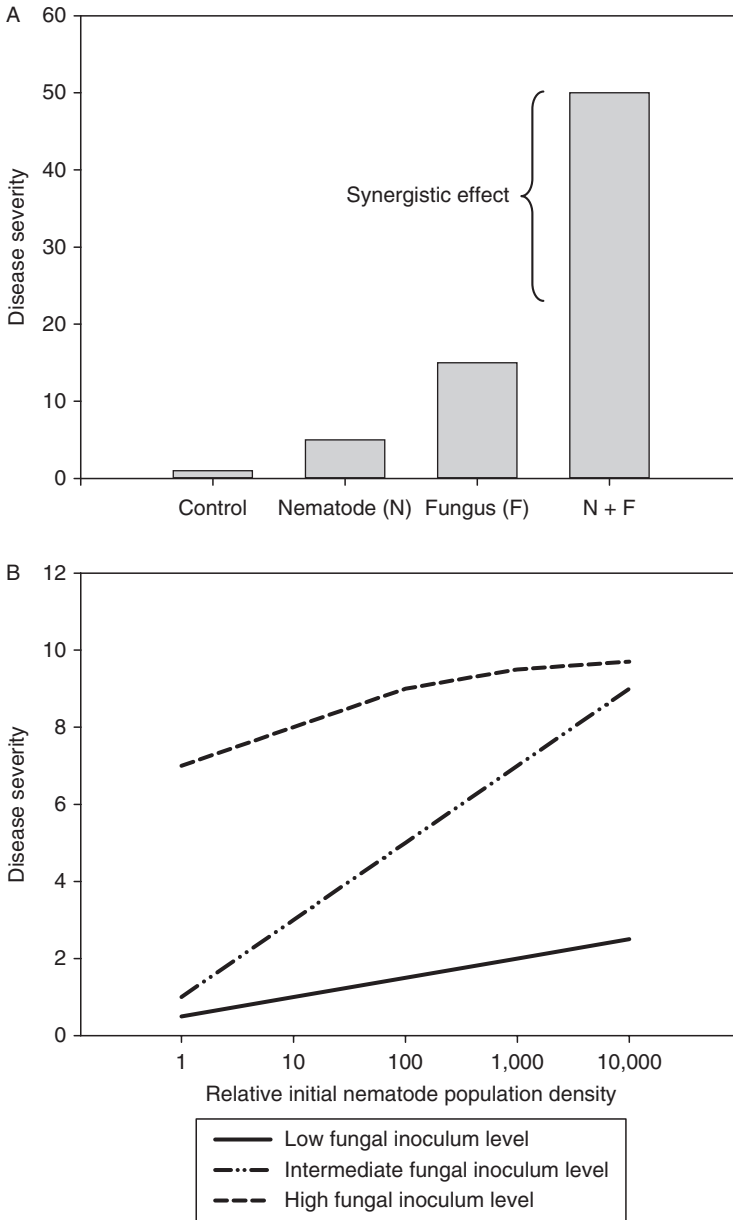 A
60
50
40
30
20
10
0
Disease severity
Synergistic effect
Control Nematode (N) Fungus (F) N + F
B
12
10
8
6
4
2
0
Disease severity
1 10 100 1,000 10,000
Relative initial nematode population density
Low fungal inoculum level
Intermediate fungal inoculum level
High fungal inoculum level